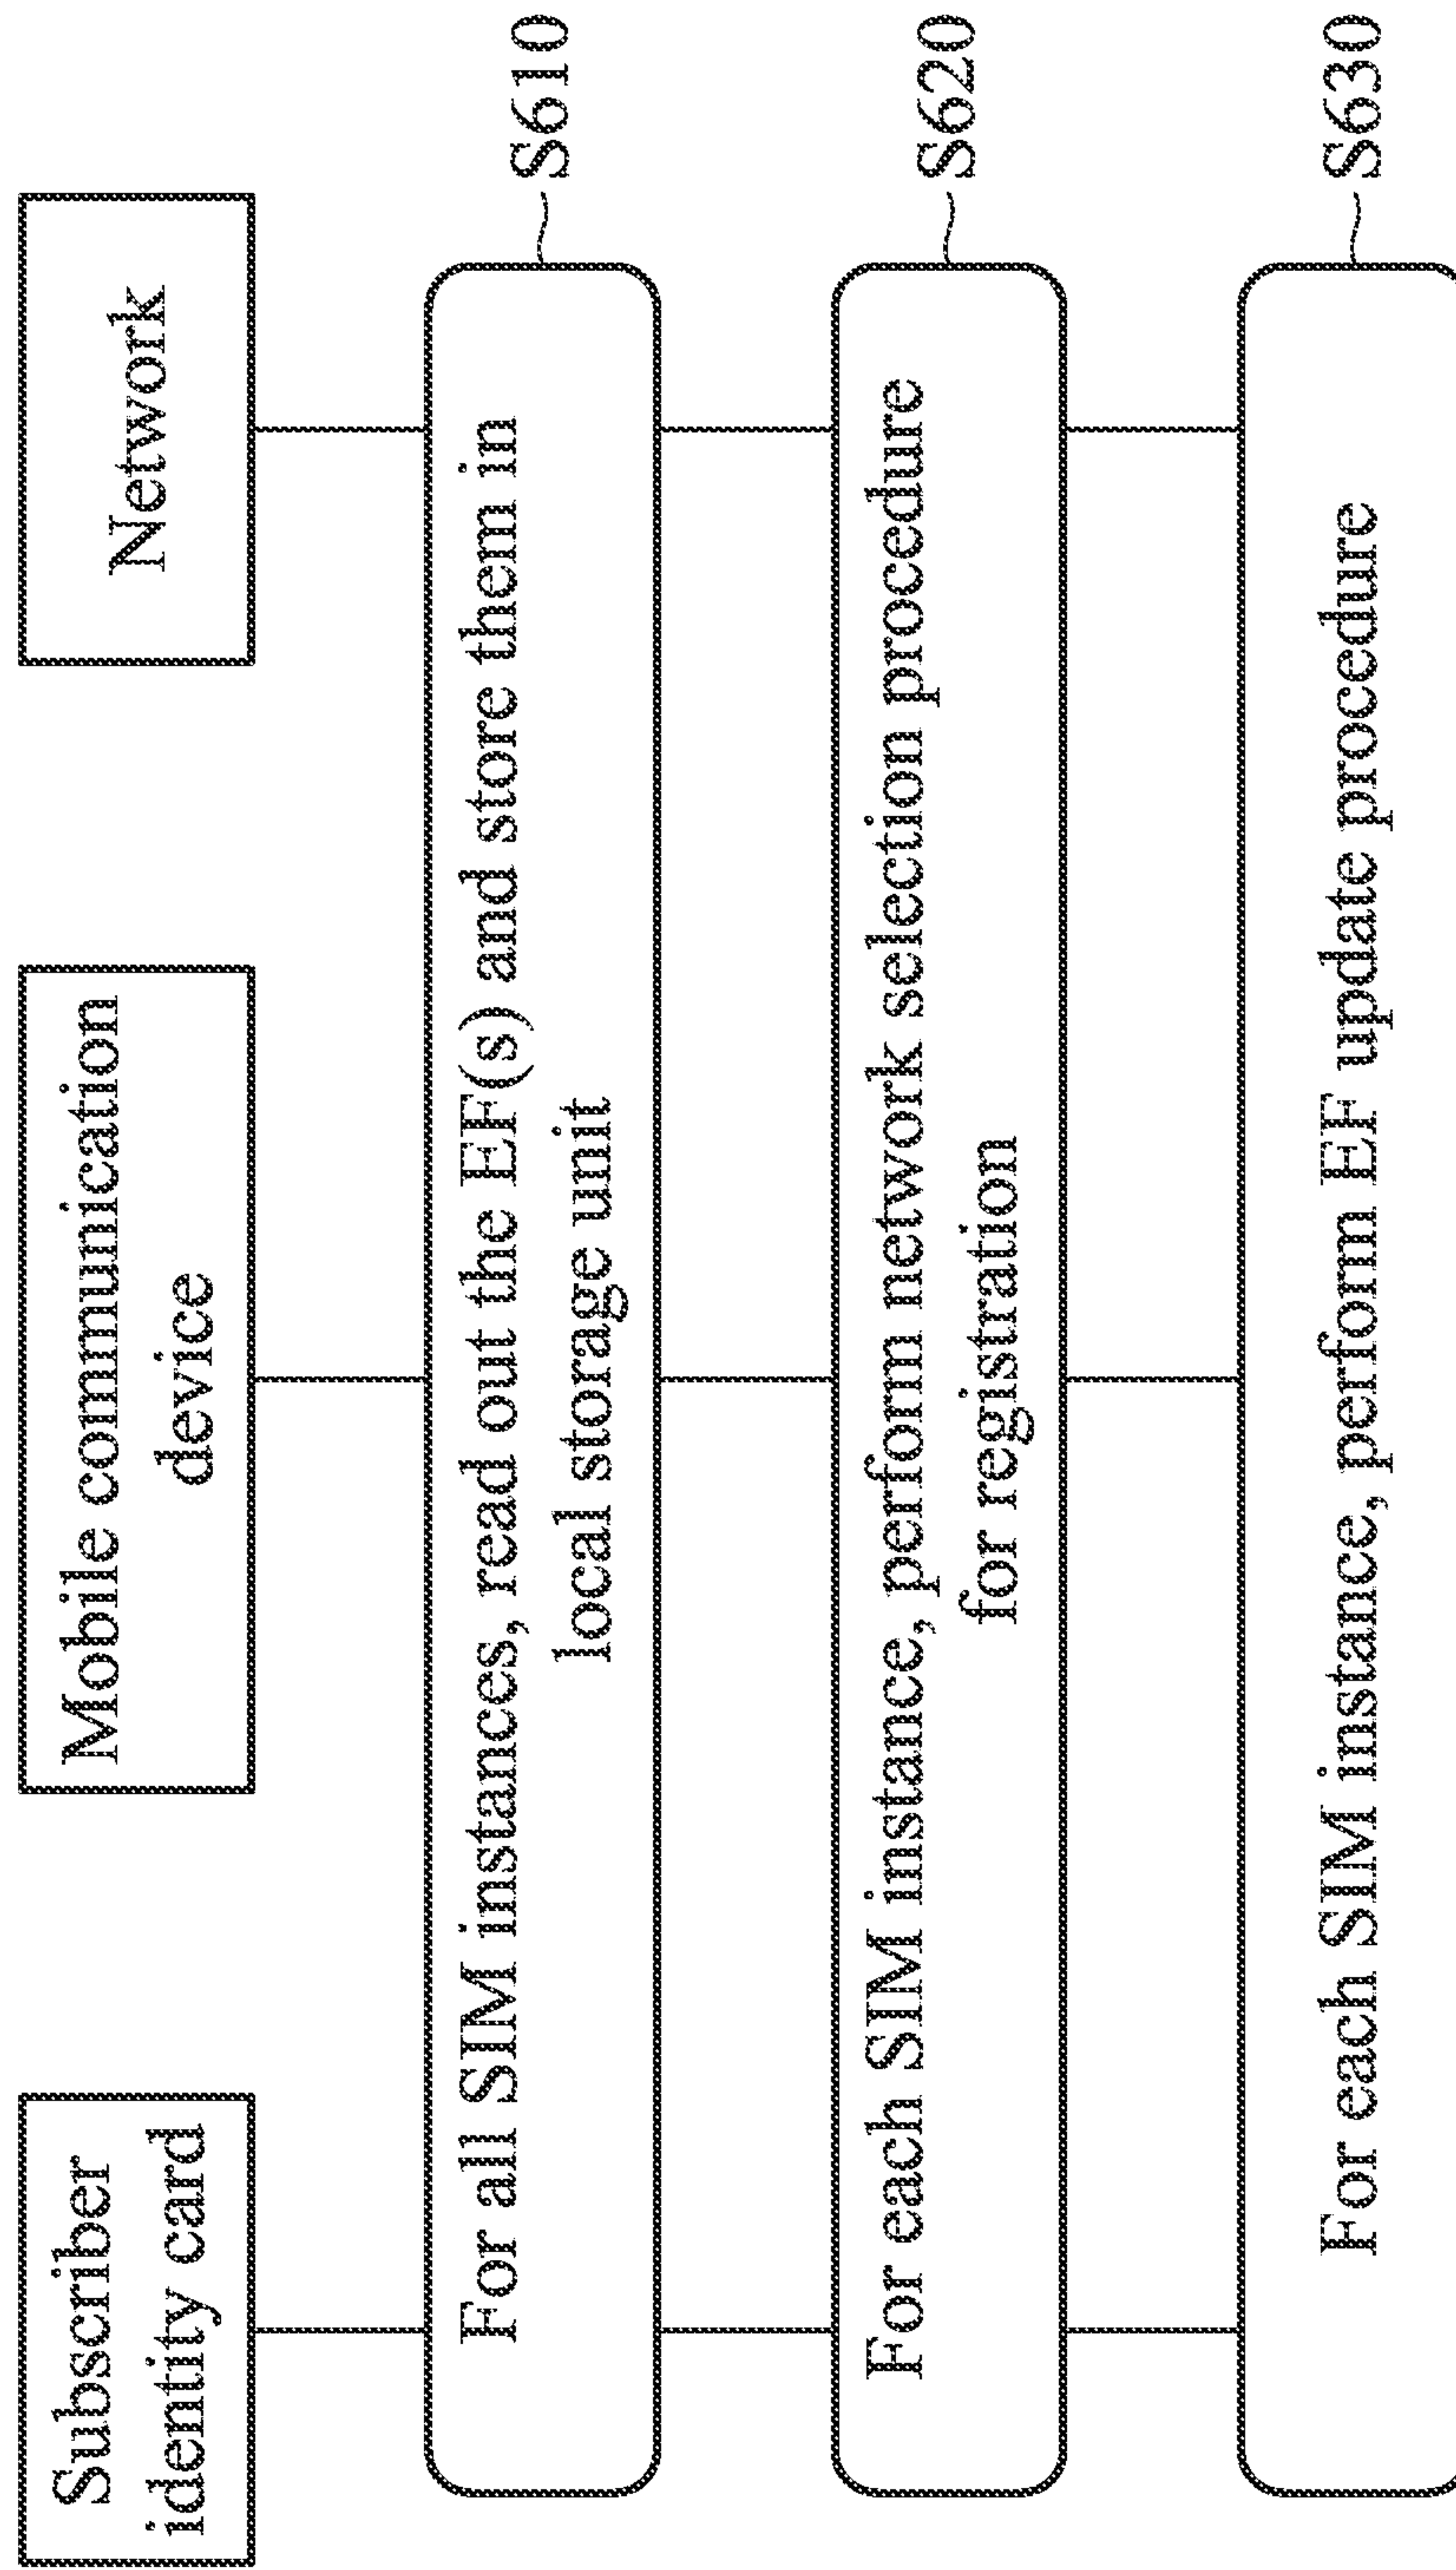 Subscriber
identity card
Mobile communication
device
Network
For all SIM instances, read out the EF(s) and store them in
local storage unit
S610
For each SIM instance, perform network selection procedure
for registration
S620
For each SIM instance, perform EF update procedure
S630